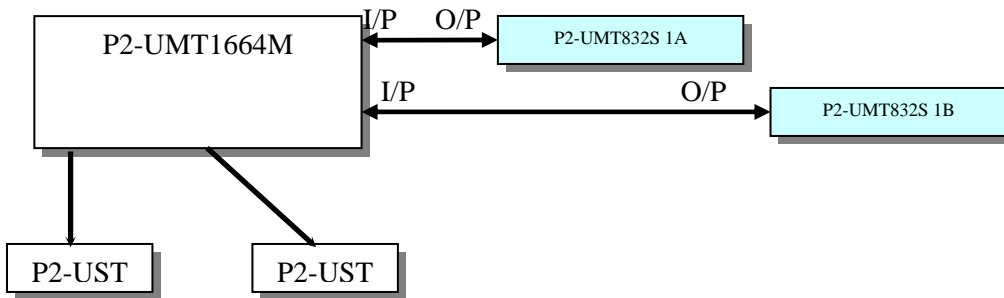 I/P O/P
P2-UMT1664M
P2-UMT832S 1A
I/P O/P
P2-UMT832S 1B
P2-UST P2-UST